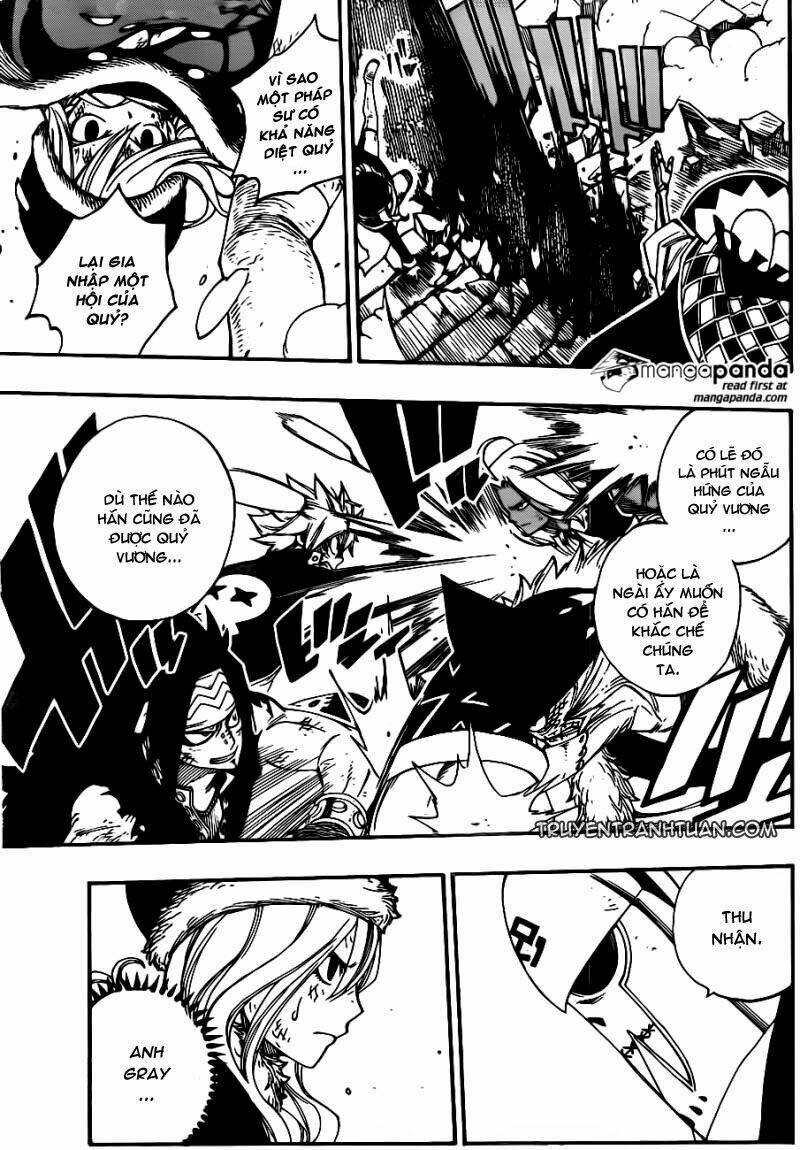 VÌ SAO
MỘT PHÁP
SƯ CÓ
KHẢ NĂNG
DIỆT QUỶ
...
LẠI GIA
NHẬP MỘT
HỘI CỦA
QUỶ?
mangapanda
read first at
mangapanda.com
CÓ LẼ ĐÓ
LÀ PHÚT NGẪU
HỨNG CỦA
QUỶ VƯƠNG
...
HOẶC LÀ
NGÀI ẤY MUỐN
CÓ HẮN ĐỂ
KHẮC CHẾ
CHÚNG
TA.
DÙ THẾ NÀO
HẮN CŨNG ĐÃ
ĐƯỢC QUỶ
VƯƠNG...
TRUYENTRANHTUAN.COM
THU
NHẬN.
ANH
GRAY
...